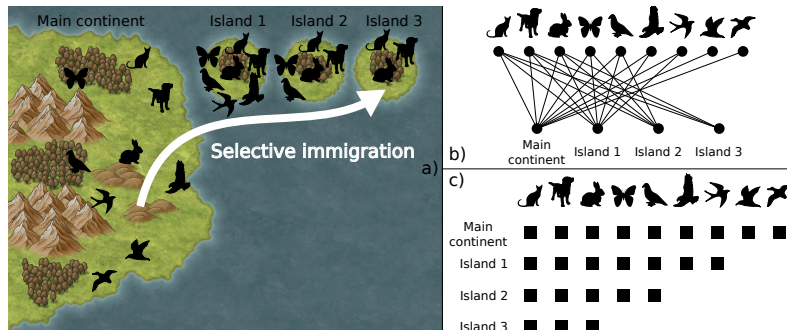 Main continent
Island 1
Island 2
Island 3
Selective immigration
a)
b)
Main
continent
Island 1
Island 2
Island 3
c)
Main
continent
Island 1
Island 2
Island 3